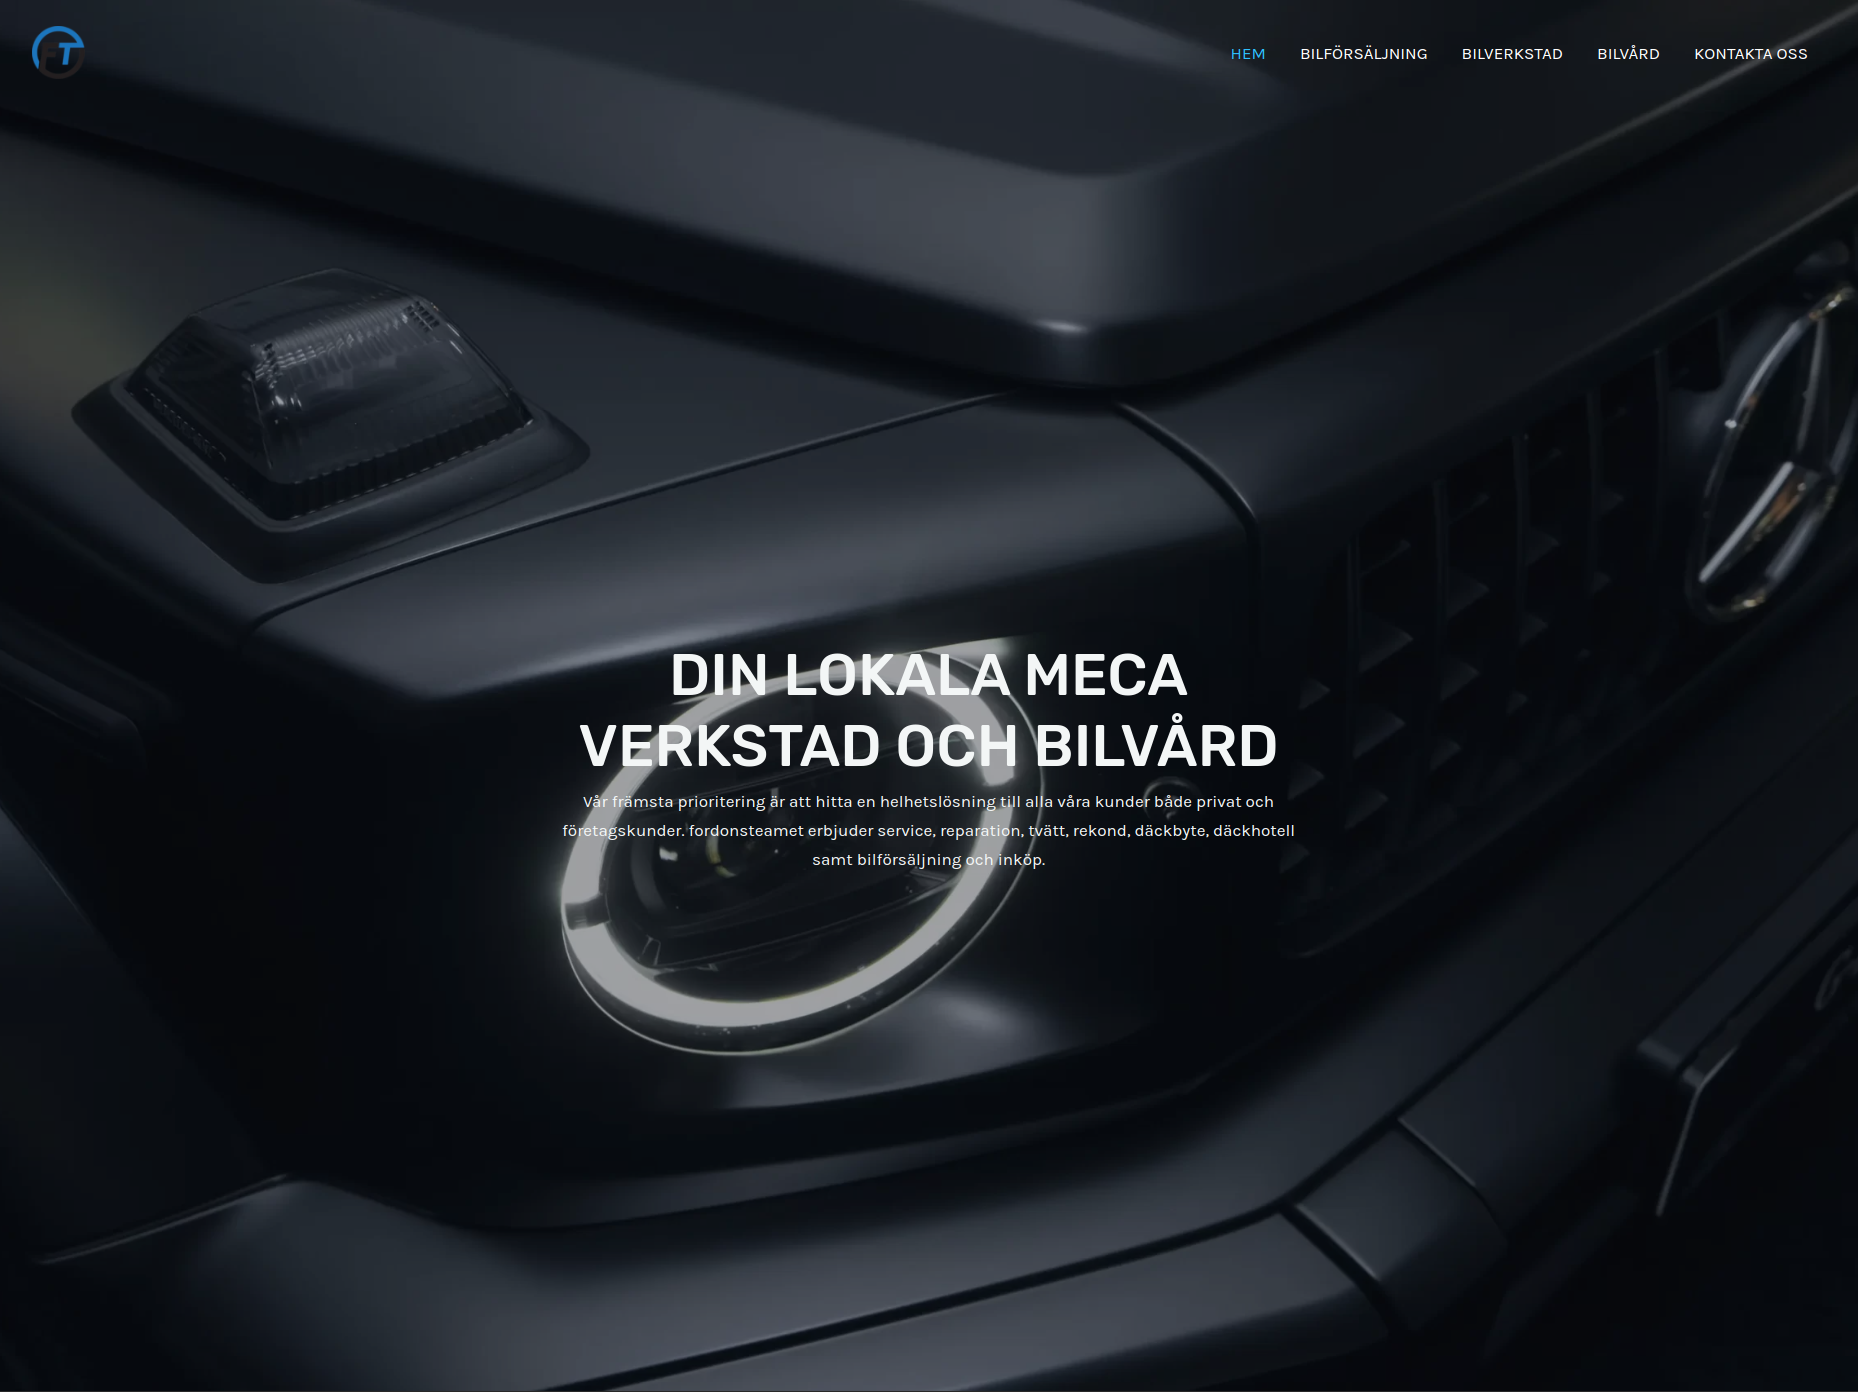 FT
HEM BILFÖRSÄLJNING BILVERKSTAD BILVÅRD KONTAKTA OSS
DIN LOKALA MECA
VERKSTAD OCH BILVÅRD
Vår främsta prioritering är att hitta en helhetslösning till alla våra kunder både privat och
företagskunder. fordonsteamet erbjuder service, reparation, tvätt, rekond, däckbyte, däckhotell
samt bilförsäljning och inköp.